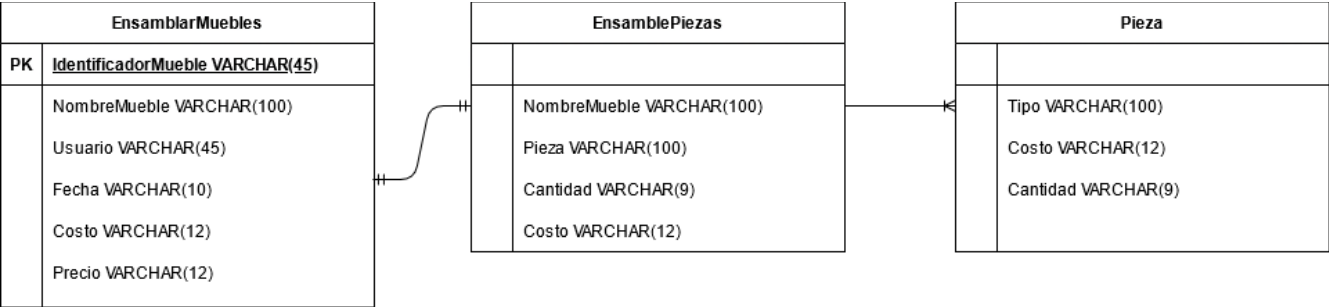 EnsamblarMuebles
PK IdentificadorMueble VARCHAR(45)
NombreMueble VARCHAR(100)
Usuario VARCHAR(45)
Fecha VARCHAR(10)
Costo VARCHAR(12)
Precio VARCHAR(12)
EnsamblePiezas
NombreMueble VARCHAR(100)
Pieza VARCHAR(100)
Cantidad VARCHAR(9)
Costo VARCHAR(12)
Pieza
Tipo VARCHAR(100)
Costo VARCHAR(12)
Cantidad VARCHAR(9)